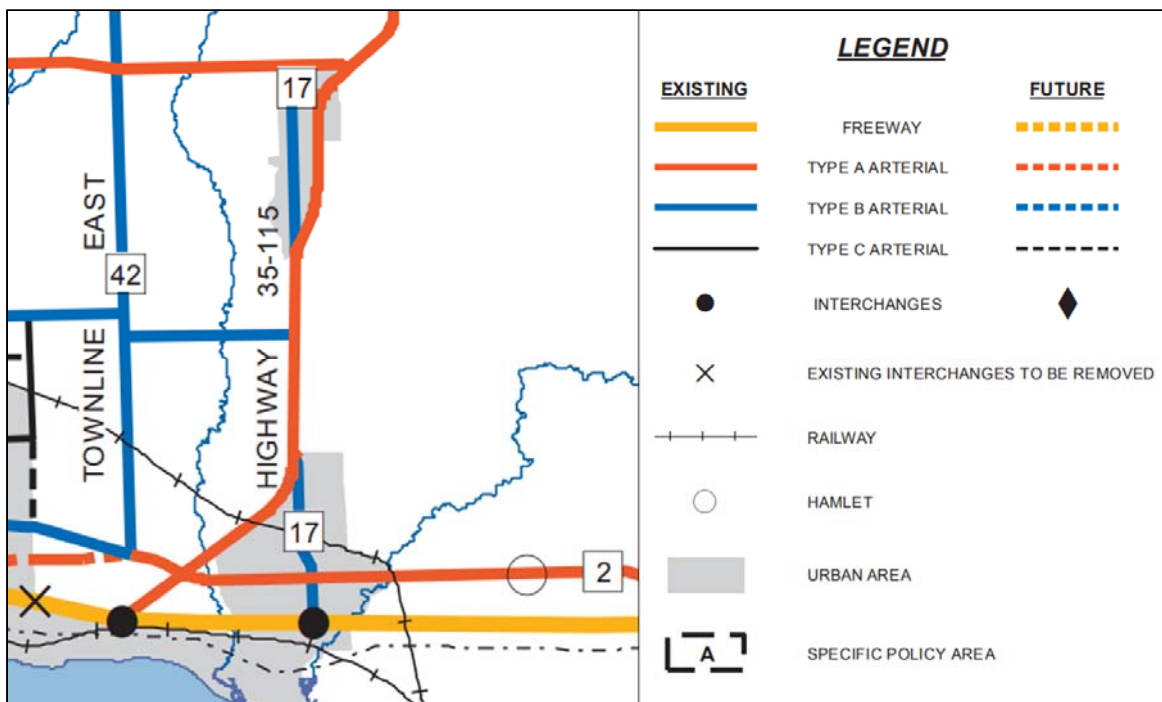 17
EAST
42
TOWNLINE
35-115
HIGHWAY
17
2
LEGEND
EXISTING
FUTURE
FREEWAY
TYPE A ARTERIAL
TYPE B ARTERIAL
TYPE C ARTERIAL
INTERCHANGES
EXISTING INTERCHANGES TO BE REMOVED
RAILWAY
HAMLET
URBAN AREA
A
SPECIFIC POLICY AREA